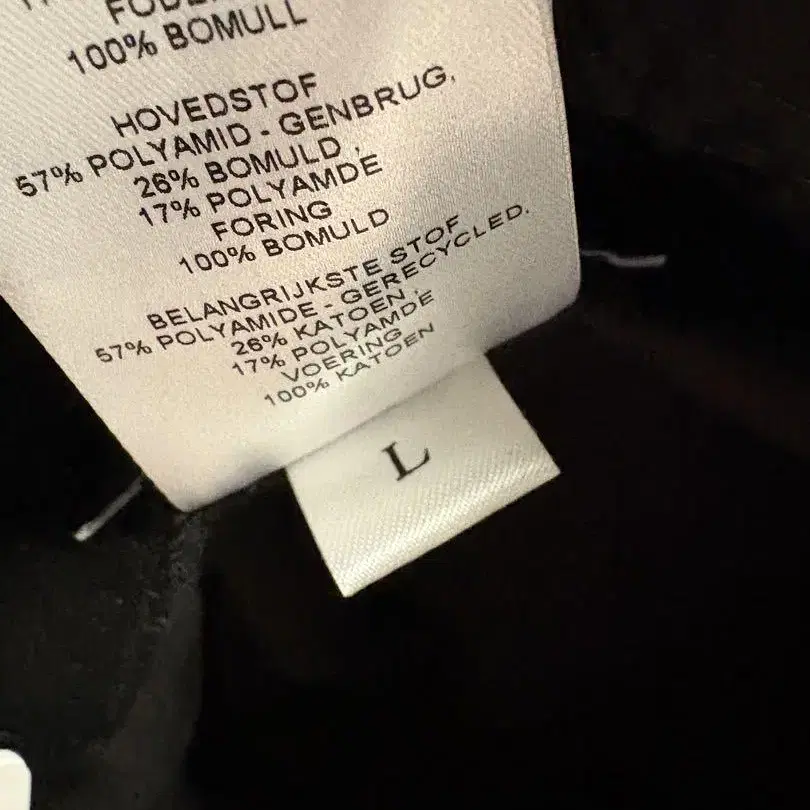 100% BOMULL
HOVEDSTOF
57% POLYAMID - GENBRUG,
26% BOMULD ,
17% POLYAMDE
FORING
100% BOMULD
BELANGRIJKSTE STOF
57% POLYAMIDE - GERECYCLED.
26% KATOEN ,
17% POLYAMDE
VOERING
100% KATOEN
L